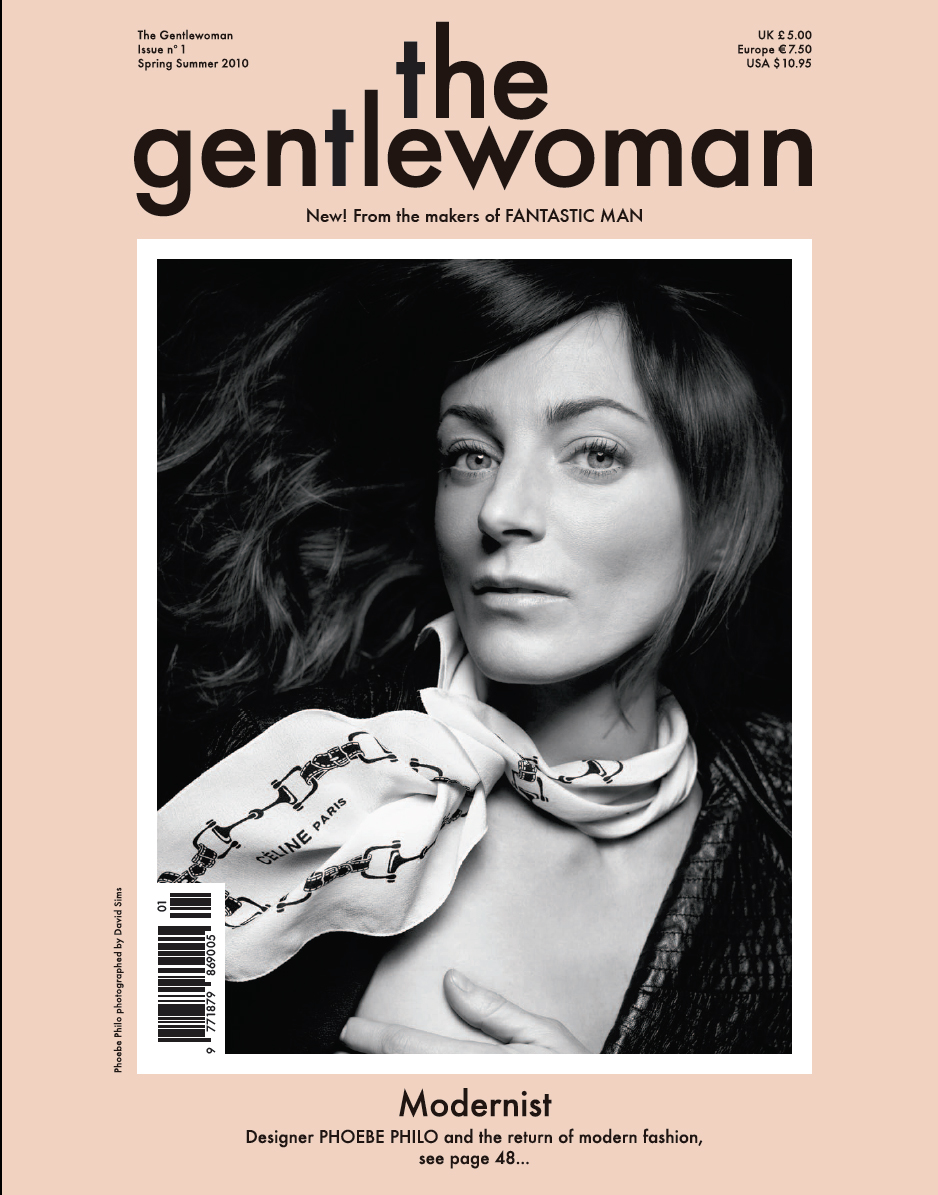 The Gentlewoman
Issue nº 1
Spring Summer 2010
UK £5.00
Europe €7.50
USA $10.95
the
gentlewoman
New! From the makers of FANTASTIC MAN
CÉLINE PARIS
01
9 771879 869005
Phoebe Philo photographed by David Sims
Modernist
Designer PHOEBE PHILO and the return of modern fashion,
see page 48...